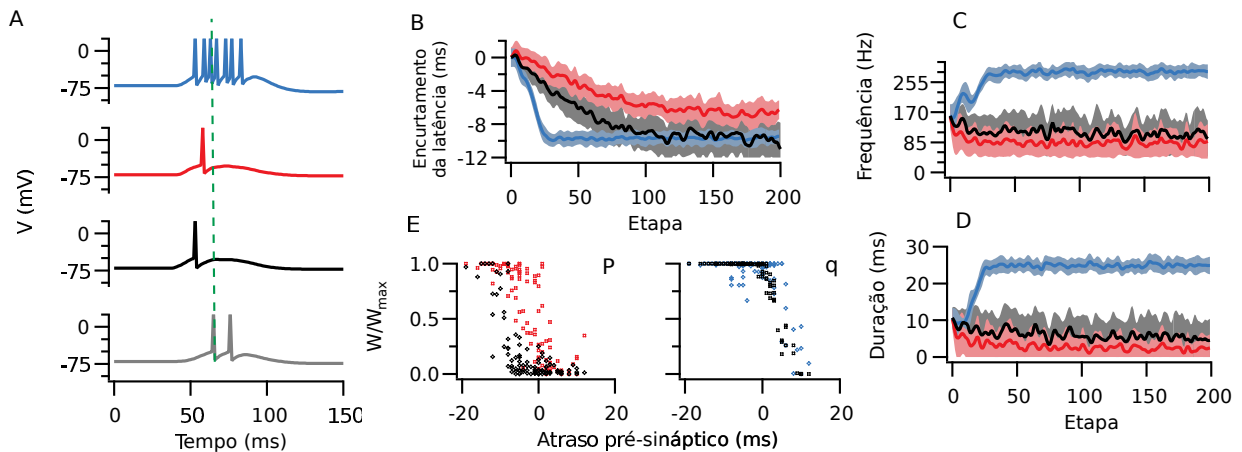 A
0
-75
0
-75
0
-75
0
-75
V (mV)
0
50
100
150
Tempo (ms)
B
0
-4
-8
-12
Encurtamento
da latência (ms)
0
50
100
150
200
Etapa
C
255
170
85
0
Frequência (Hz)
D
30
20
10
0
Duração (ms)
0
50
100
150
200
Etapa
E
P
q
1.0
0.5
0.0
W/Wmax
-20
0
20
0
20
Atraso pré-sináptico (ms)